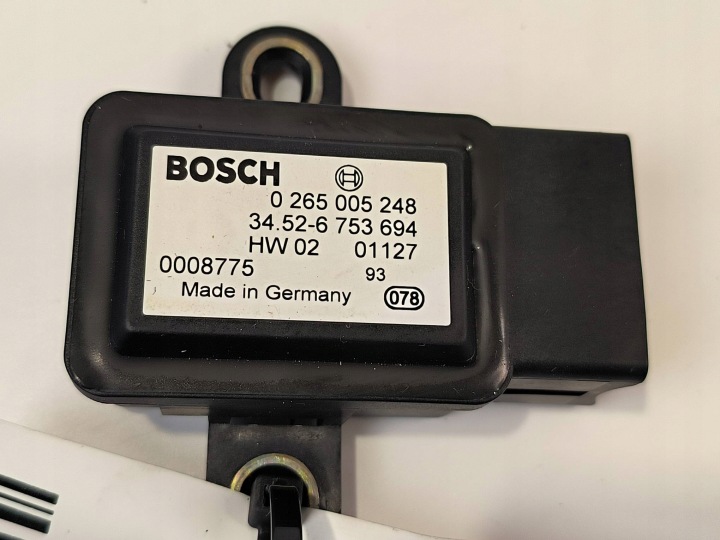 BOSCH
0 265 005 248
34.52-6 753 694
HW 02 01127
0008775 93
Made in Germany 078